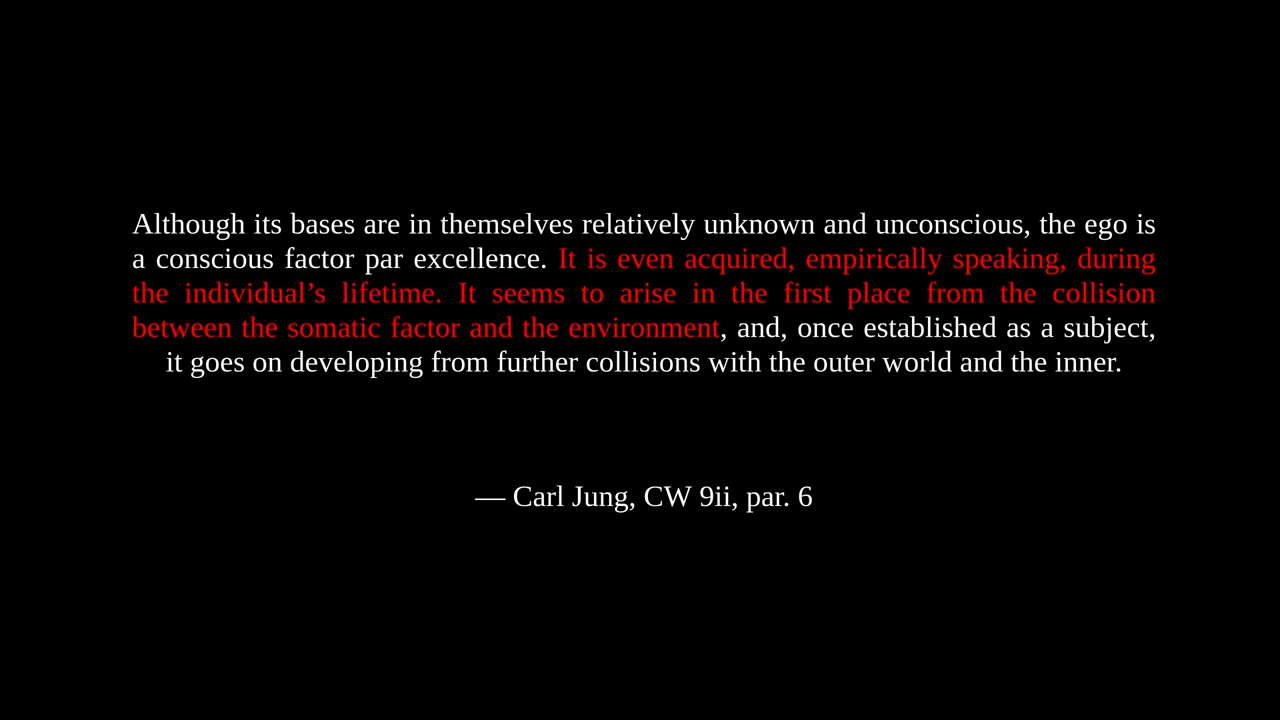 Although its bases are in themselves relatively unknown and unconscious, the ego is
a conscious factor par excellence. It is even acquired, empirically speaking, during
the individual’s lifetime. It seems to arise in the first place from the collision
between the somatic factor and the environment, and, once established as a subject,
it goes on developing from further collisions with the outer world and the inner.
— Carl Jung, CW 9ii, par. 6